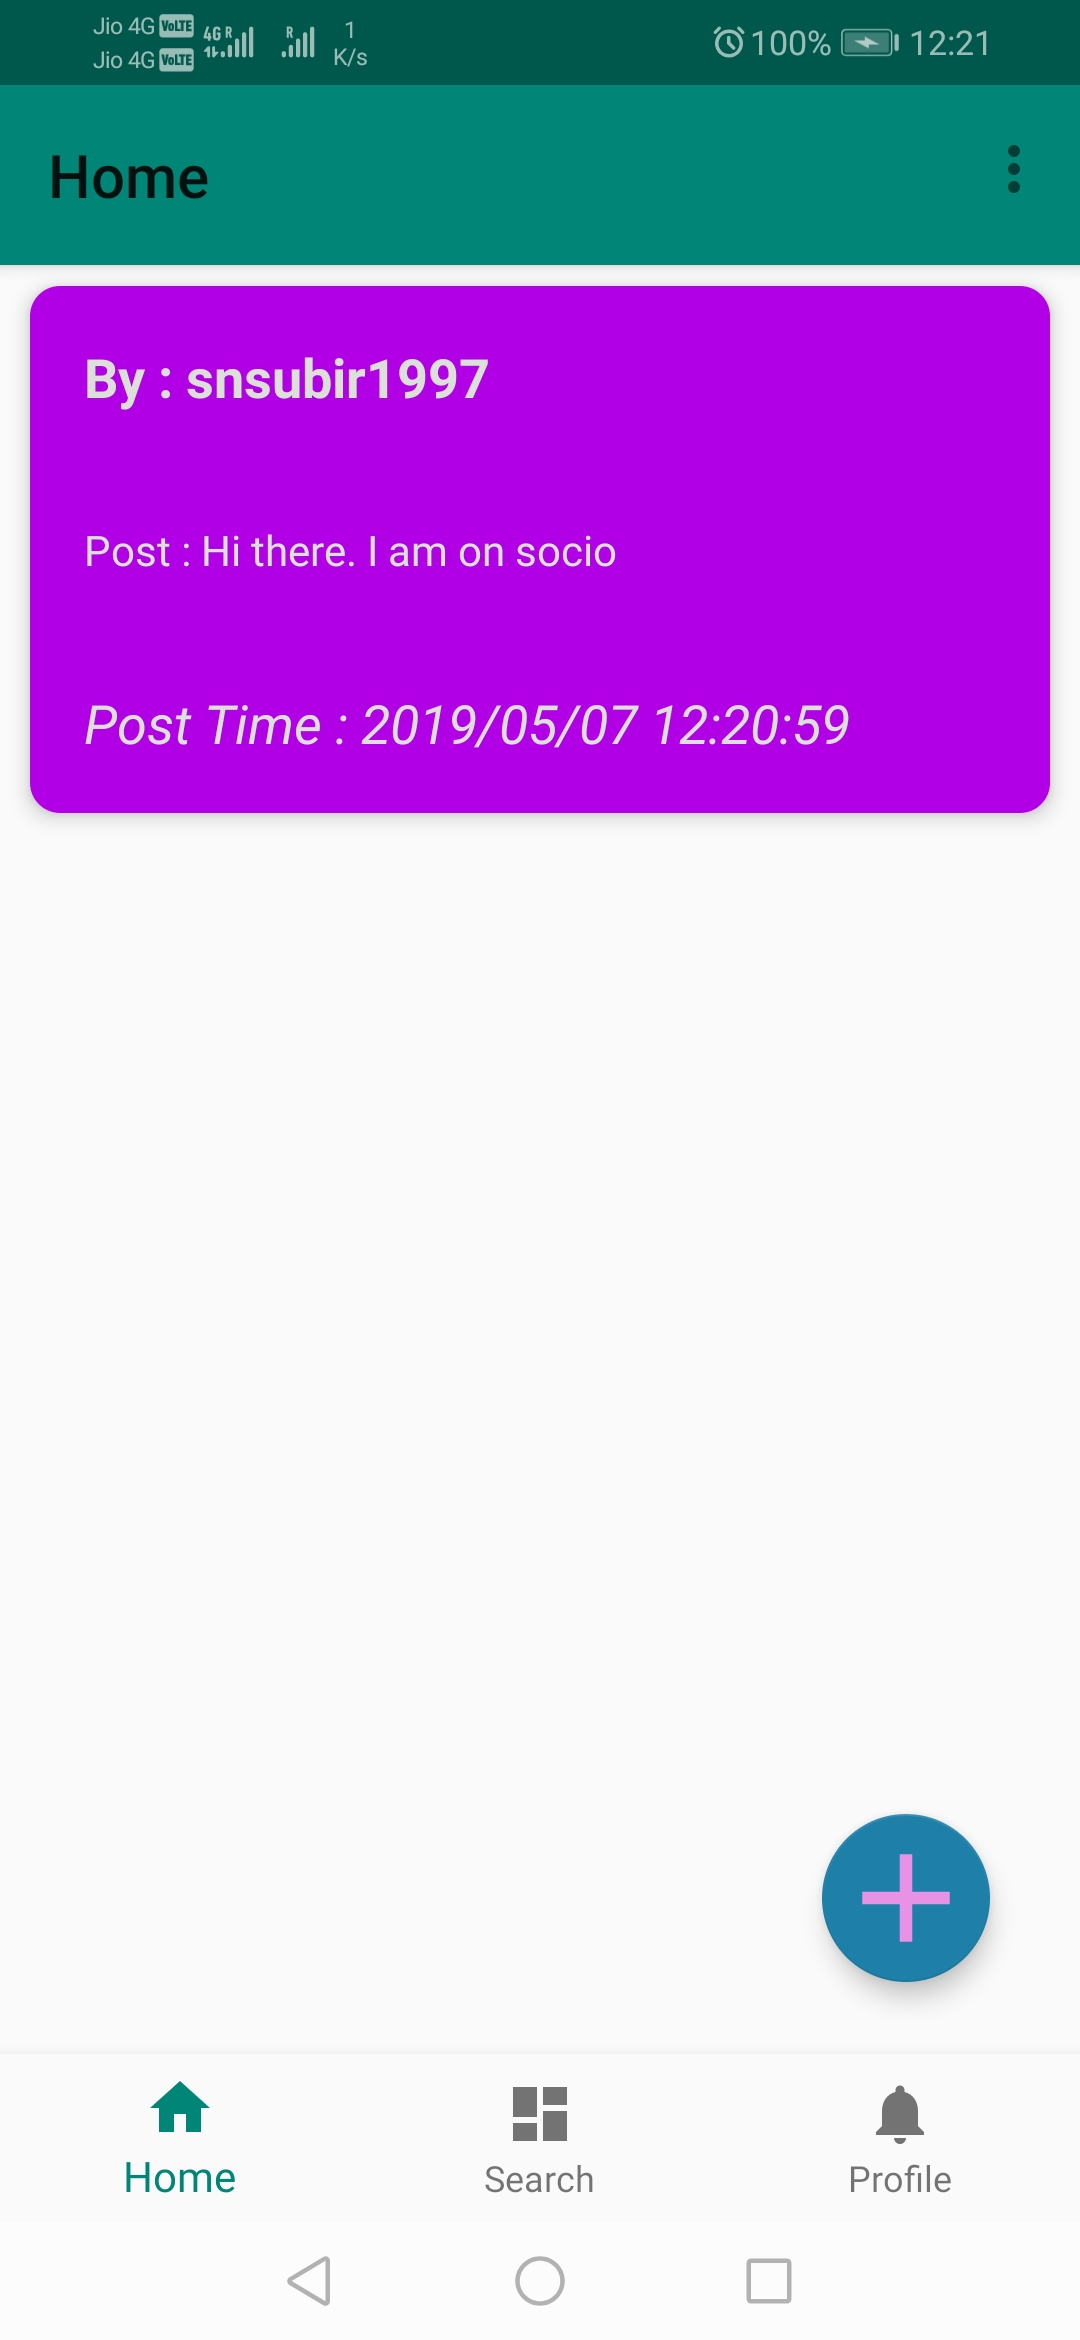 Jio 4G VoLTE 4G R R 1
Jio 4G VoLTE K/s
100% 12:21
Home
By : snsubir1997
Post : Hi there. I am on socio
Post Time : 2019/05/07 12:20:59
Home Search Profile